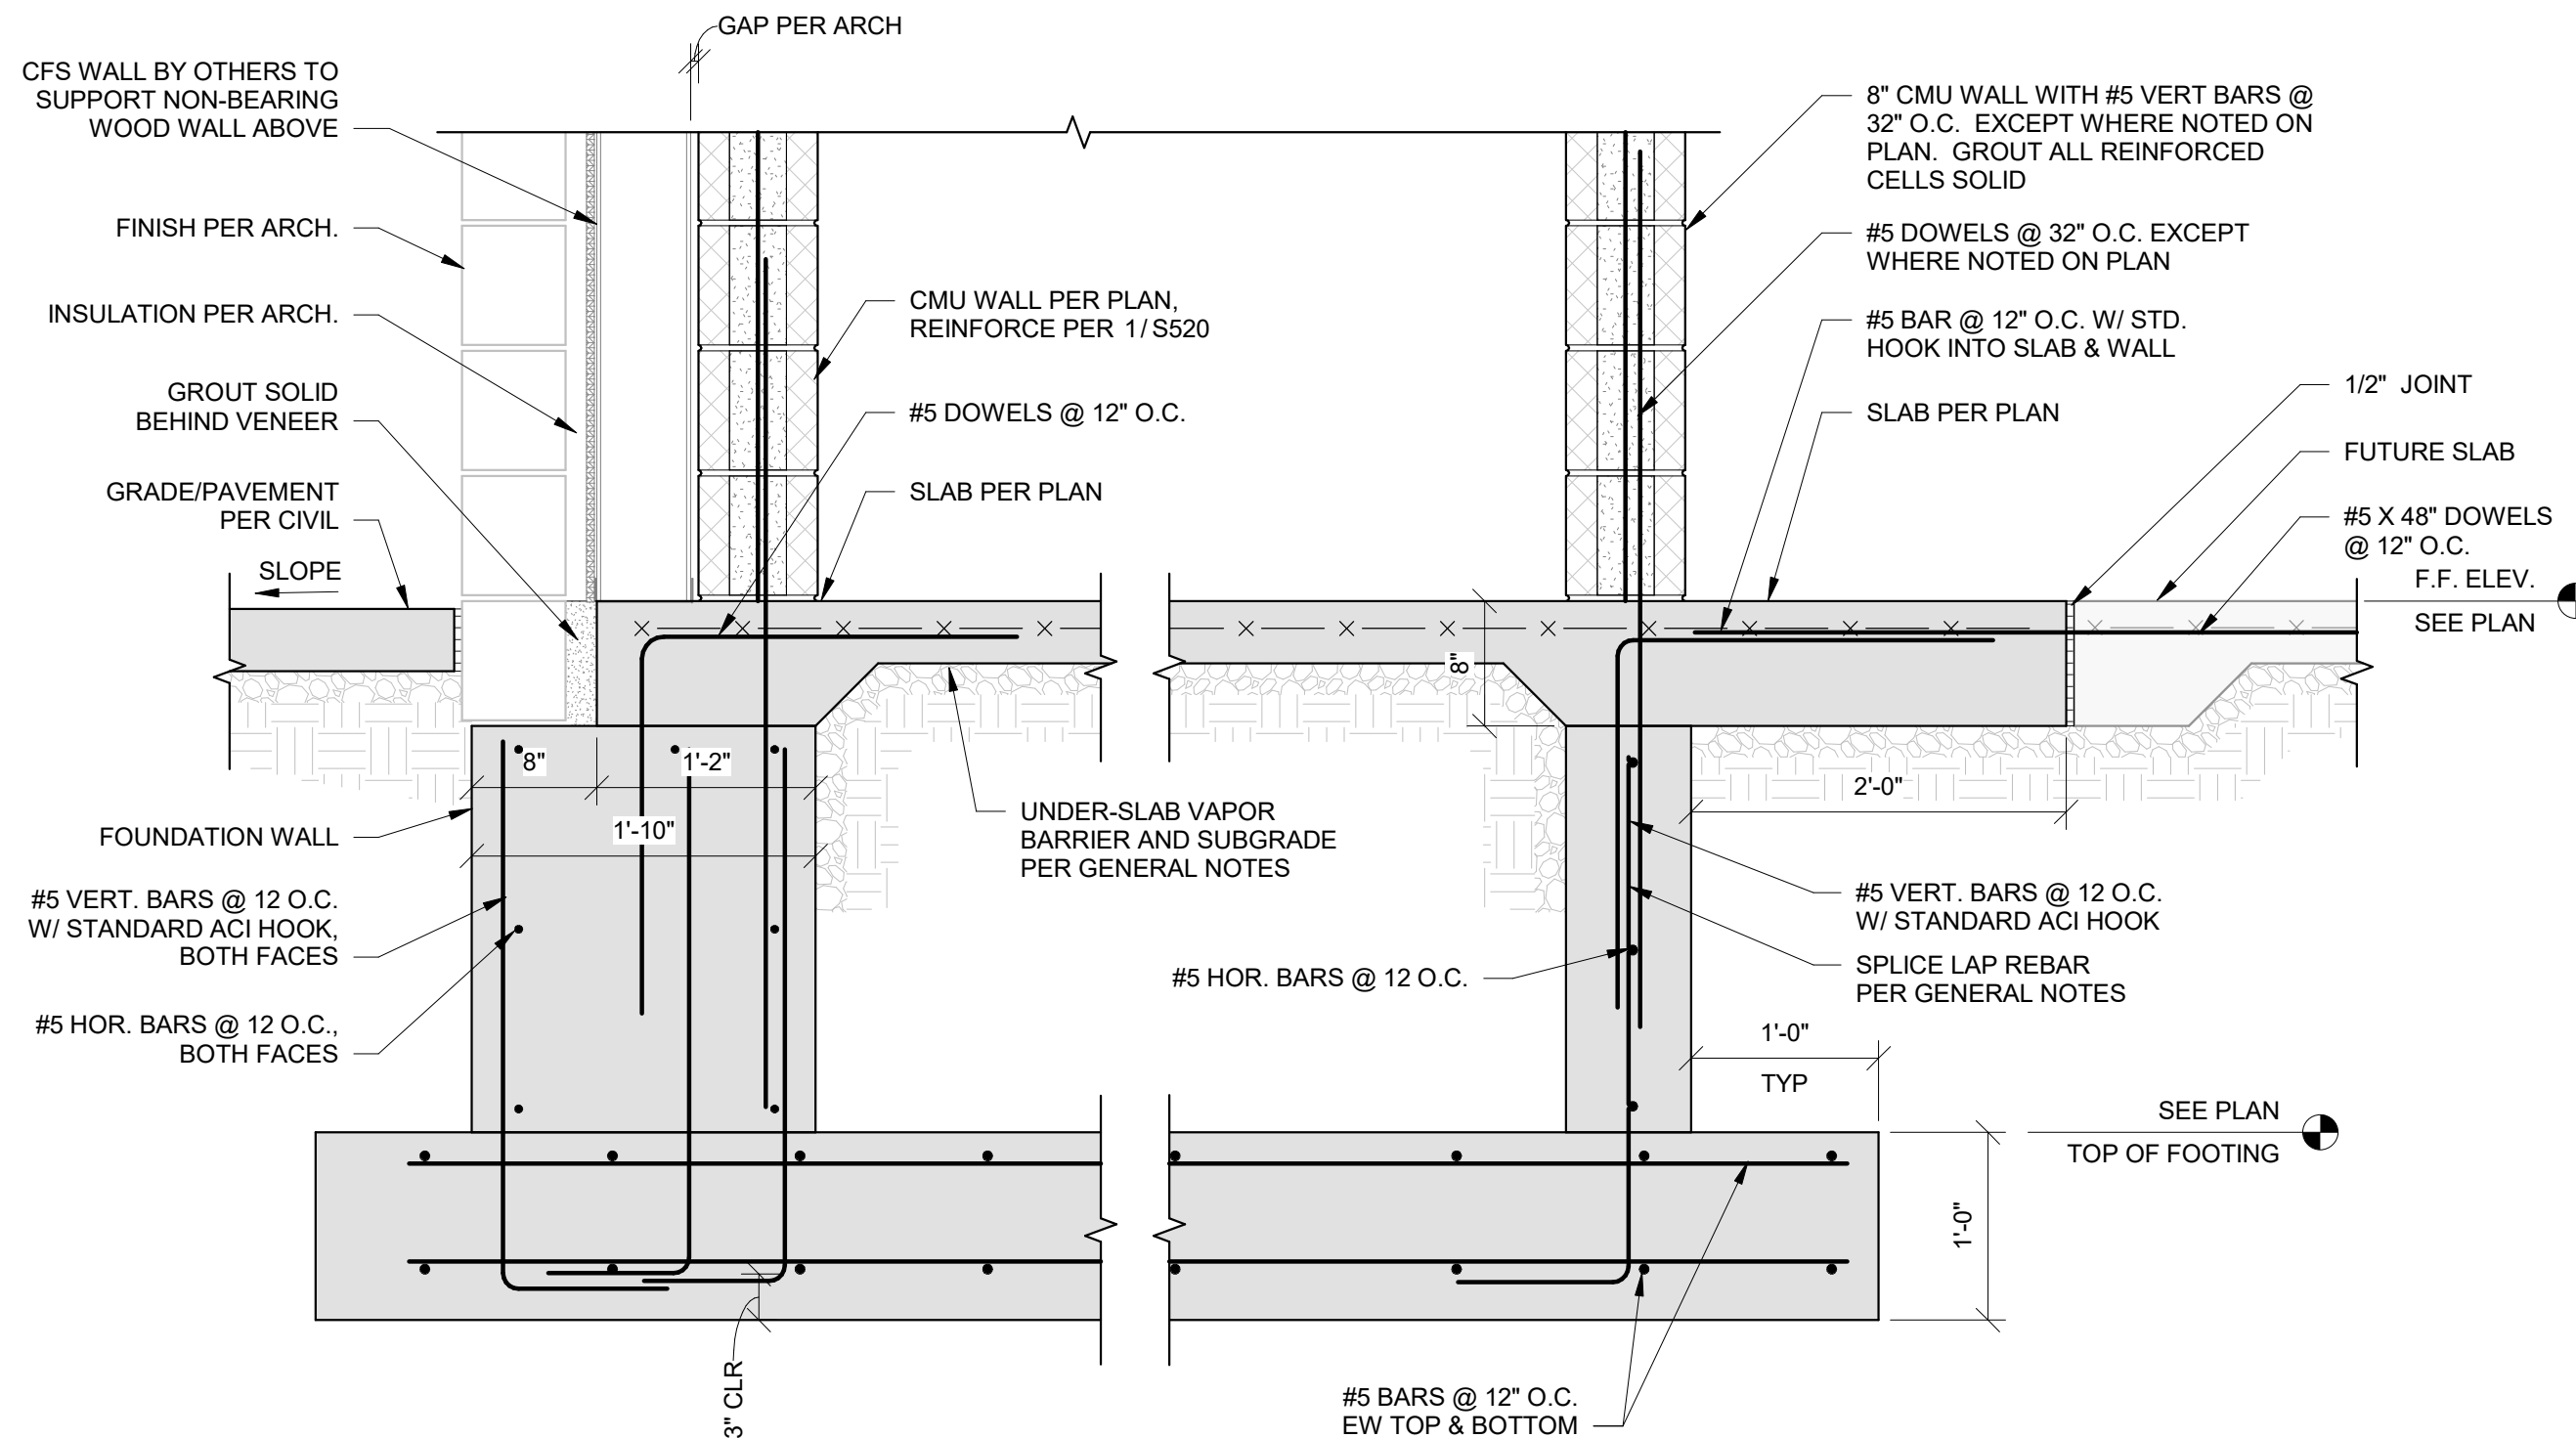 GAP PER ARCH
CFS WALL BY OTHERS TO
SUPPORT NON-BEARING
WOOD WALL ABOVE
FINISH PER ARCH.
INSULATION PER ARCH.
GROUT SOLID
BEHIND VENEER
GRADE/PAVEMENT
PER CIVIL
SLOPE
CMU WALL PER PLAN,
REINFORCE PER 1/S520
#5 DOWELS @ 12" O.C.
SLAB PER PLAN
8" CMU WALL WITH #5 VERT BARS @
32" O.C. EXCEPT WHERE NOTED ON
PLAN. GROUT ALL REINFORCED
CELLS SOLID
#5 DOWELS @ 32" O.C. EXCEPT
WHERE NOTED ON PLAN
#5 BAR @ 12" O.C. W/ STD.
HOOK INTO SLAB & WALL
SLAB PER PLAN
1/2" JOINT
FUTURE SLAB
#5 X 48" DOWELS
@ 12" O.C.
F.F. ELEV.
SEE PLAN
8"
8"
1'-2"
1'-10"
2'-0"
FOUNDATION WALL
#5 VERT. BARS @ 12 O.C.
W/ STANDARD ACI HOOK,
BOTH FACES
#5 HOR. BARS @ 12 O.C.,
BOTH FACES
UNDER-SLAB VAPOR
BARRIER AND SUBGRADE
PER GENERAL NOTES
#5 HOR. BARS @ 12 O.C.
#5 VERT. BARS @ 12 O.C.
W/ STANDARD ACI HOOK
SPLICE LAP REBAR
PER GENERAL NOTES
1'-0"
TYP
SEE PLAN
TOP OF FOOTING
1'-0"
3" CLR
#5 BARS @ 12" O.C.
EW TOP & BOTTOM